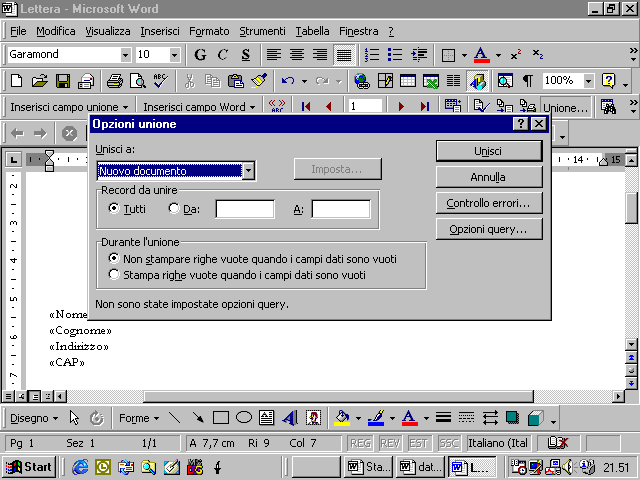 Lettera - Microsoft Word
File Modifica Visualizza Inserisci Formato Strumenti Tabella Finestra ?
Garamond 10
100%
Inserisci campo unione Inserisci campo Word «» ABC 1 Unione...
Opzioni unione
Unisci a:
Nuovo documento
Imposta...
Unisci
Annulla
Controllo errori...
Opzioni query...
Record da unire
Tutti Da: A:
Durante l'unione
Non stampare righe vuote quando i campi dati sono vuoti
Stampa righe vuote quando i campi dati sono vuoti
Non sono state impostate opzioni query.
«Nome
«Cognome»
«Indirizzo»
«CAP»
Disegno Forme
Pg 1 Sez 1 1/1 A 7,7 cm Ri 9 Col 7 REG REV EST SSC Italiano (Ital
Start Sta... dat... L... 21.51